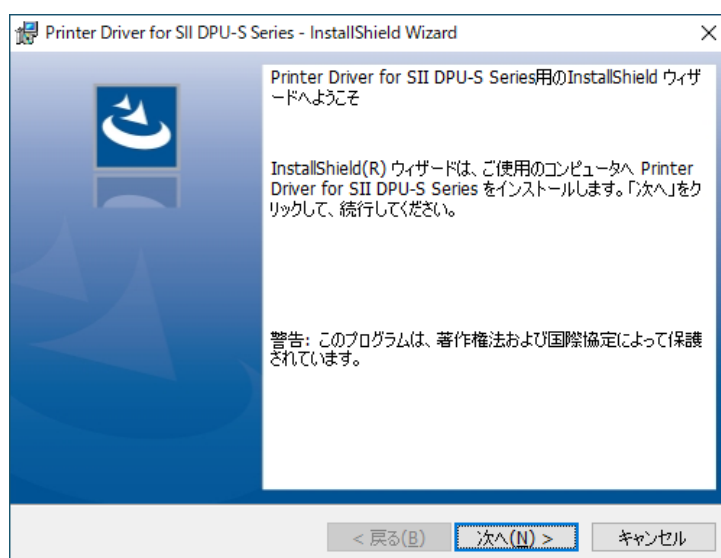 Printer Driver for SII DPU-S Series - InstallShield Wizard
Printer Driver for SII DPU-S Series用のInstallShield ウィザ
ードへようこそ
InstallShield(R) ウィザードは、ご使用のコンピュータへ Printer
Driver for SII DPU-S Series をインストールします。「次へ」をク
リックして、続行してください。
警告: このプログラムは、著作権法および国際協定によって保護
されています。
< 戻る(B)
次へ(N) >
キャンセル